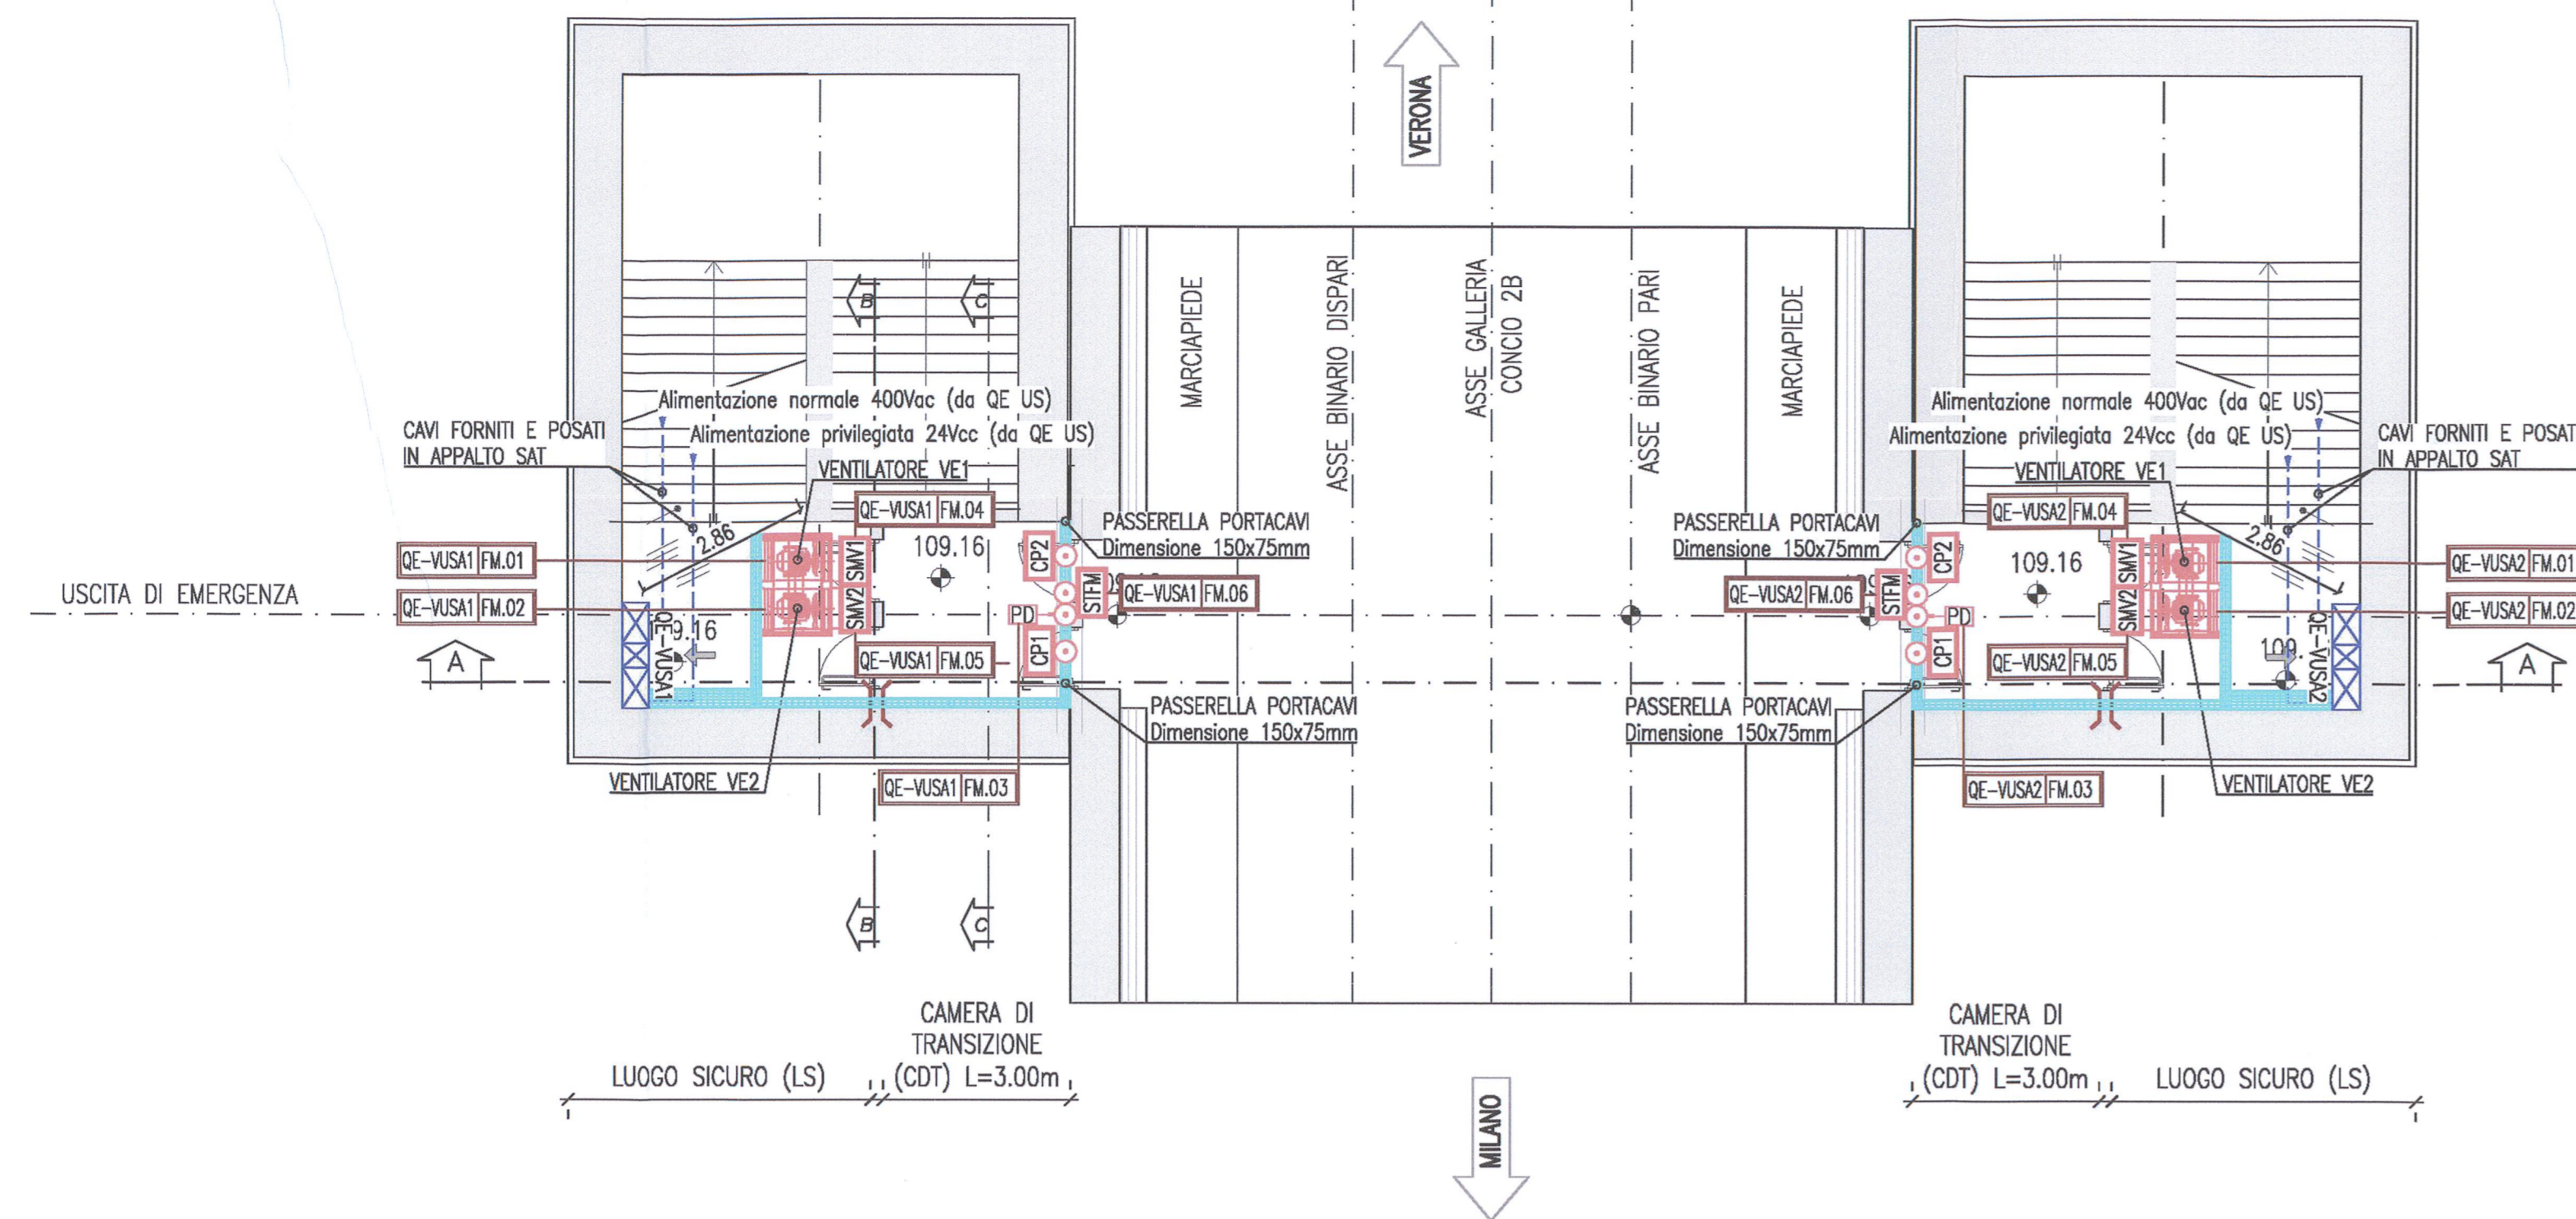 VERONA
MARCIAPIEDE
ASSE BINARIO DISPARI
ASSE GALLERIA
CONCIO 2B
ASSE BINARIO PARI
MARCIAPIEDE
B
C
Alimentazione normale 400Vac (da QE US)
Alimentazione privilegiata 24Vcc (da QE US)
CAVI FORNITI E POSATI
IN APPALTO SAT
VENTILATORE VE1
QE-VUSA1 FM.04
2.86
109.16
PASSERELLA PORTACAVI
Dimensione 150x75mm
QE-VUSA1 FM.01
QE-VUSA1 FM.02
SMV1
SMV2
CP2
STFM
QE-VUSA1 FM.06
PD
CP1
USCITA DI EMERGENZA
QE-VUSA1
A
QE-VUSA1 FM.05
PASSERELLA PORTACAVI
Dimensione 150x75mm
VENTILATORE VE2
QE-VUSA1 FM.03
B
C
Alimentazione normale 400Vac (da QE US)
Alimentazione privilegiata 24Vcc (da QE US)
CAVI FORNITI E POSAT
IN APPALTO SAT
VENTILATORE VE1
QE-VUSA2 FM.04
2.86
109.16
PASSERELLA PORTACAVI
Dimensione 150x75mm
QE-VUSA2 FM.01
QE-VUSA2 FM.02
SMV1
SMV2
CP2
STFM
QE-VUSA2 FM.06
PD
CP1
QE-VUSA2
109.
A
QE-VUSA2 FM.05
PASSERELLA PORTACAVI
Dimensione 150x75mm
VENTILATORE VE2
QE-VUSA2 FM.03
CAMERA DI
TRANSIZIONE
(CDT) L=3.00m
LUOGO SICURO (LS)
CAMERA DI
TRANSIZIONE
(CDT) L=3.00m
LUOGO SICURO (LS)
MILANO